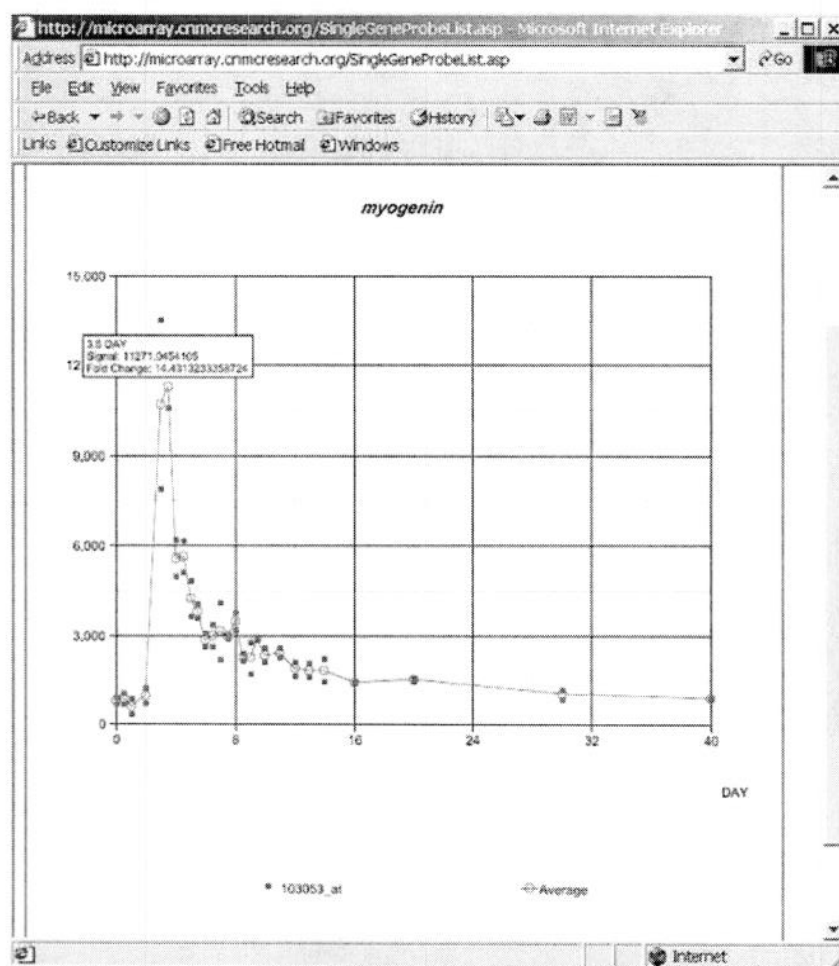 http://microarray.cnmcresearch.org/SingleGeneProbeList.asp - Microsoft Internet Explorer
Address http://microarray.cnmcresearch.org/SingleGeneProbeList.asp Go
File Edit View Favorites Tools Help
Back Search Favorites History
Links Customize Links Free Hotmail Windows
myogenin
15,000
3.5 DAY
Signal: 11271.0454105
Fold Change: 14.4313233358724
12
9,000
6,000
3,000
0
0 8 16 24 32 40
DAY
103053_at Average
Internet